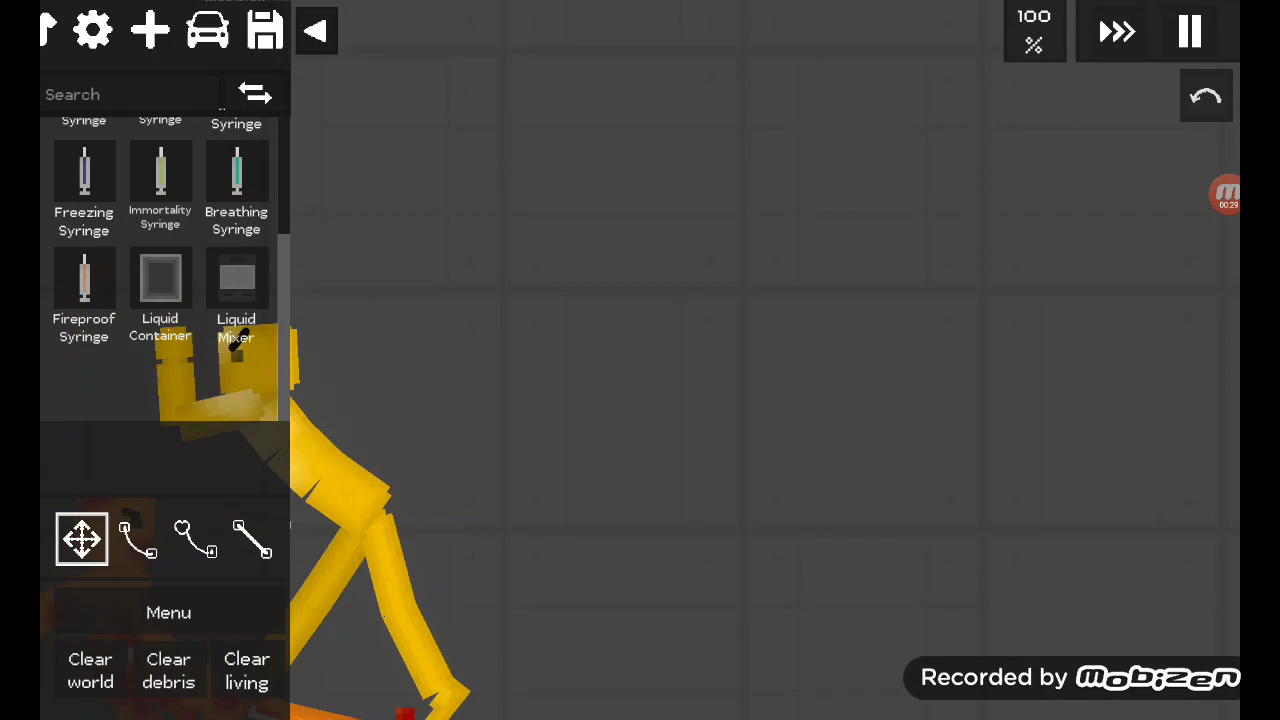 100
%
Search
00:29
Syringe
Syringe
Syringe
Freezing
Syringe
Immortality
Syringe
Breathing
Syringe
Fireproof
Syringe
Liquid
Container
Liquid
Mixer
Menu
Clear
world
Clear
debris
Clear
living
Recorded by MOBIZEN